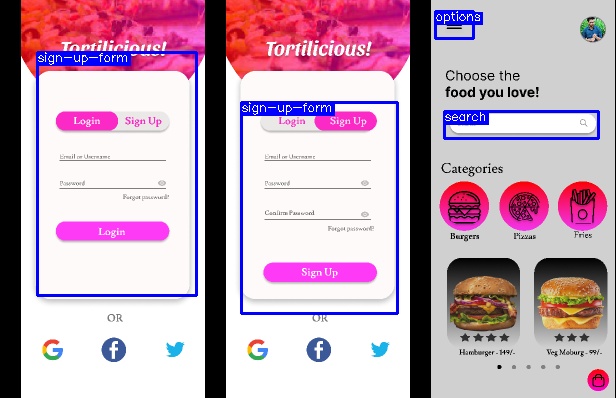 Tortilicious!
sign-up-form
Login Sign Up
Email or Username
Password
Forgot password?
Login
OR
Tortilicious!
sign-up-form
Login Sign Up
Email or Username
Password
Confirm Password
Forgot password?
Sign Up
OR
options
Choose the
food you love!
search
Categories
Burgers Pizzas Fries
Hamburger - 149/- Veg Moburg - 99/-